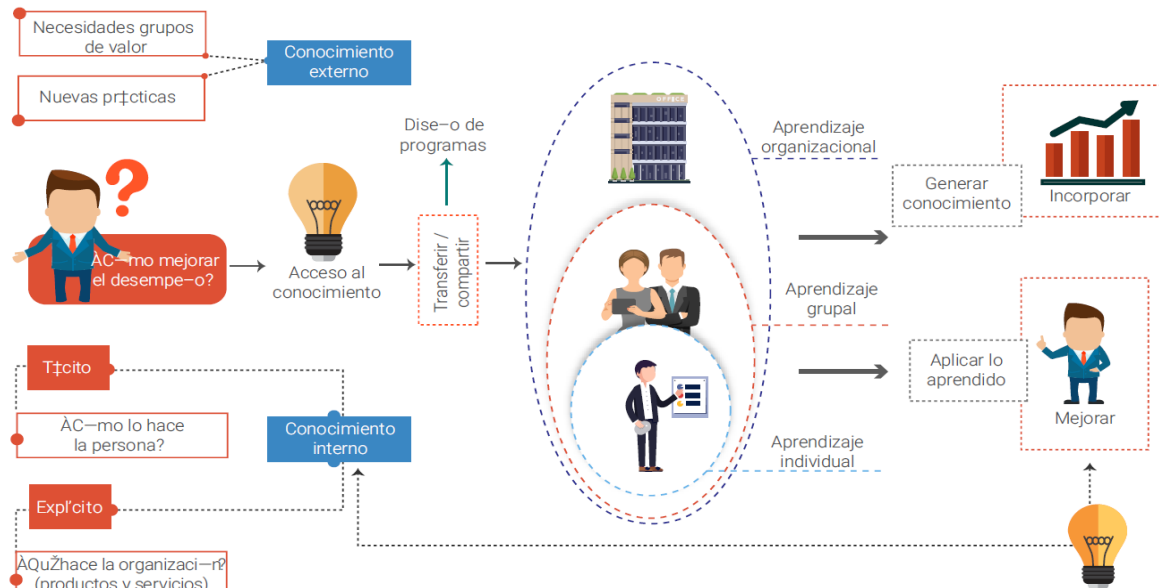 Necesidades grupos
de valor
Nuevas pr‡cticas
Conocimiento
externo
ÀC—mo mejorar
el desempe–o?
Acceso al
conocimiento
Dise–o de
programas
Transferir /
compartir
OFFICE
Aprendizaje
organizacional
Aprendizaje
grupal
Aprendizaje
individual
Generar
conocimiento
Incorporar
Aplicar lo
aprendido
Mejorar
T‡cito
ÀC—mo lo hace
la persona?
Conocimiento
interno
Expl’cito
ÀQuŽhace la organizaci—n?
(productos y servicios)